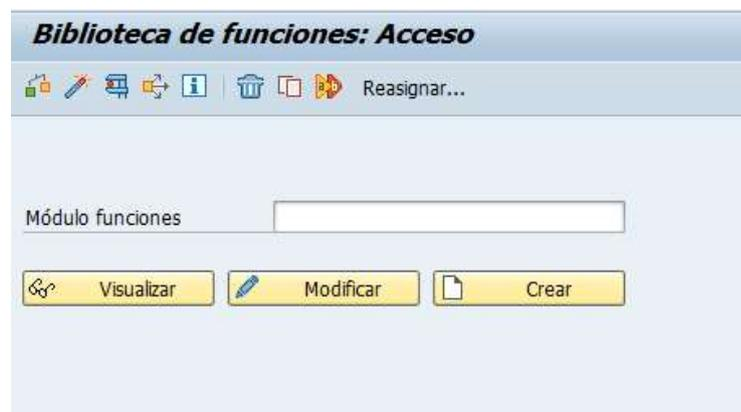 Biblioteca de funciones: Acceso
Reasignar...
Módulo funciones
Visualizar Modificar Crear